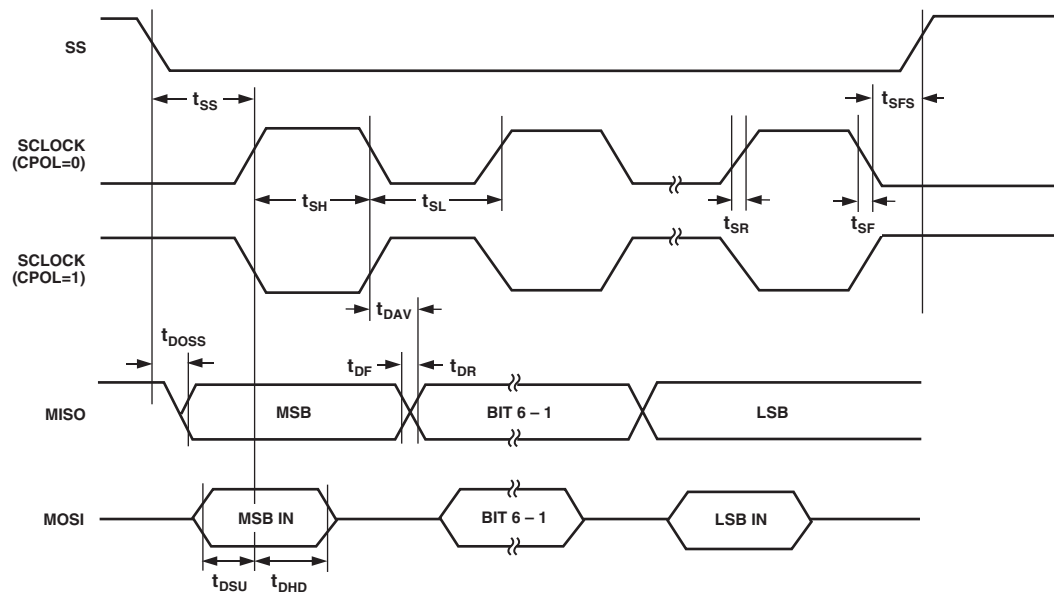 SS
tSS
tSFS
SCLOCK
(CPOL=0)
tSH
tSL
tSR
tSF
SCLOCK
(CPOL=1)
tDAV
tDOSS
tDF
tDR
MISO
MSB
BIT 6 – 1
LSB
MOSI
MSB IN
BIT 6 – 1
LSB IN
tDSU
tDHD